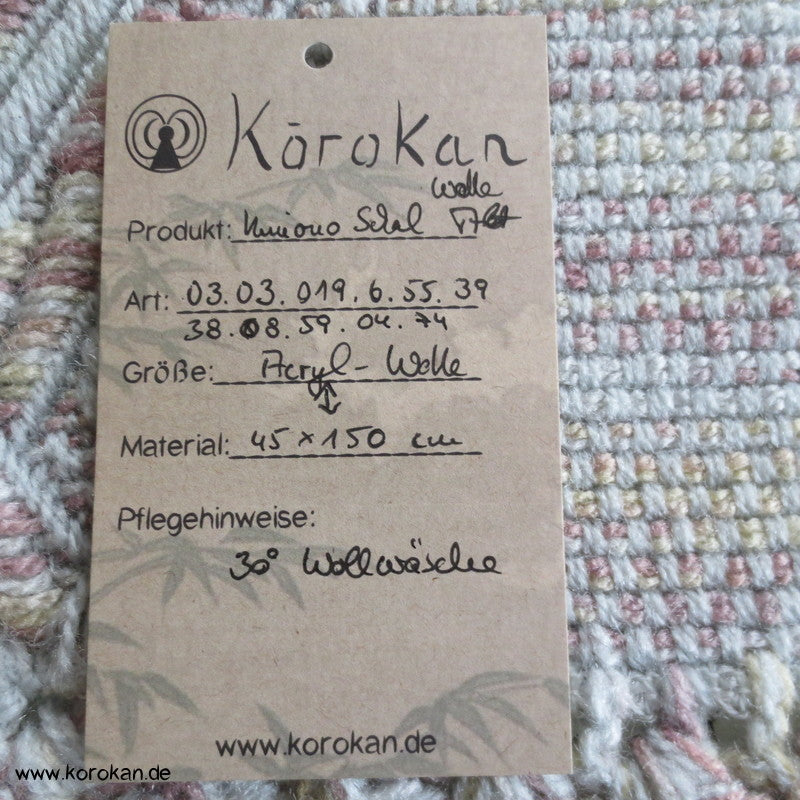 Kōrokan
Wolle
Produkt: Kimono Schal
Art: 03.03.019.6.55.39
38.08.59.04.74
Größe: Acryl-Wolle
Material: 45 x 150 cm
Pflegehinweise:
30° Wollwäsche
www.korokan.de
www.korokan.de